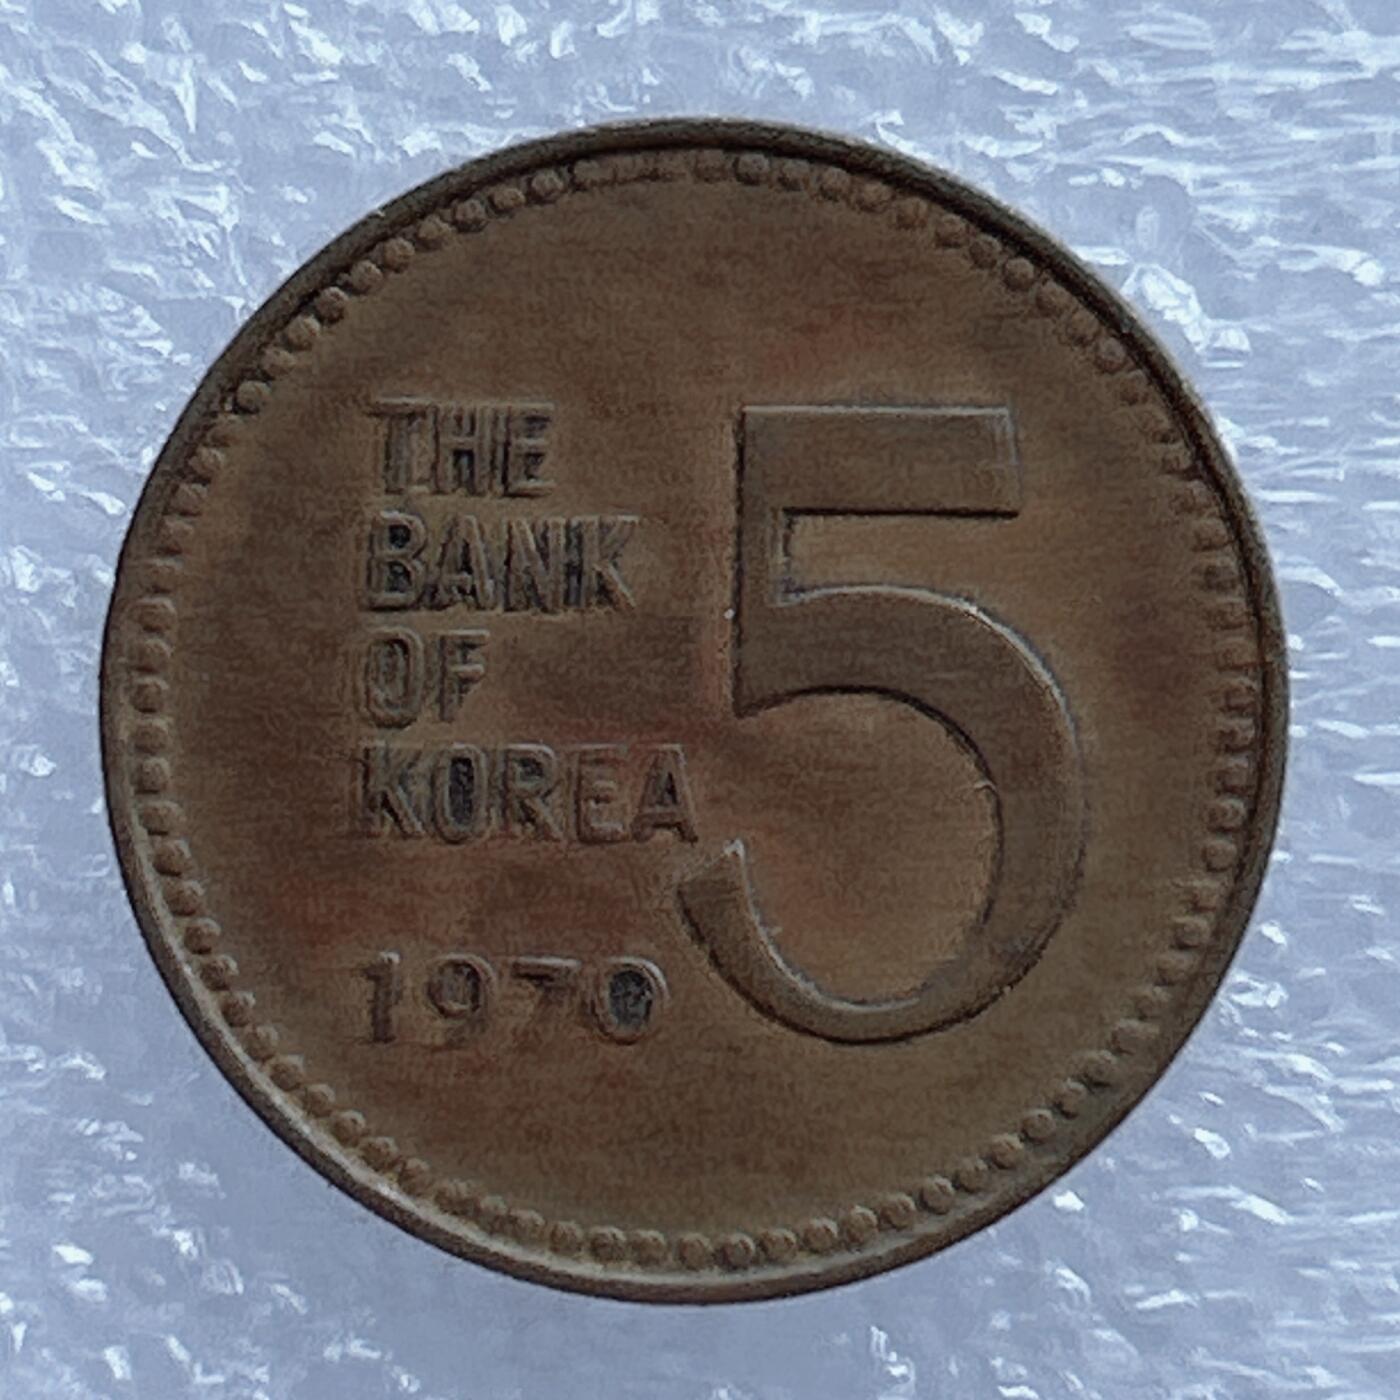 THE
BANK
OF
KOREA
1970
5